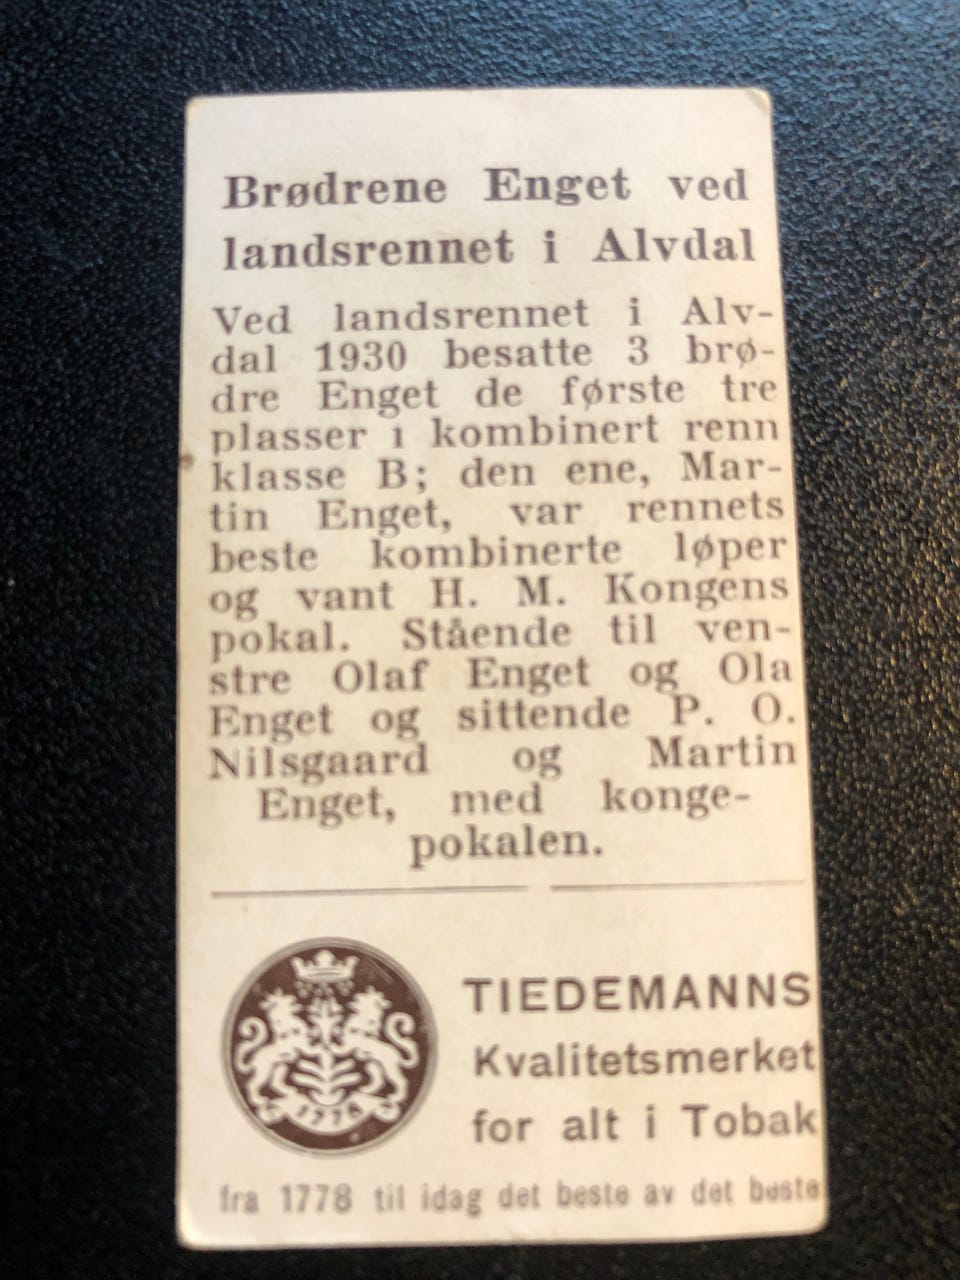 Brødrene Enget ved
landsrennet i Alvdal
Ved landsrennet i Alv-
dal 1930 besatte 3 brø-
dre Enget de første tre
plasser i kombinert renn
klasse B; den ene, Mar-
tin Enget, var rennets
beste kombinerte løper
og vant H. M. Kongens
pokal. Stående til ven-
stre Olaf Enget og Ola
Enget og sittende P. O.
Nilsgaard og Martin
Enget, med konge-
pokalen.
1778
TIEDEMANNS
Kvalitetsmerket
for alt i Tobak
fra 1778 til idag det beste av det beste